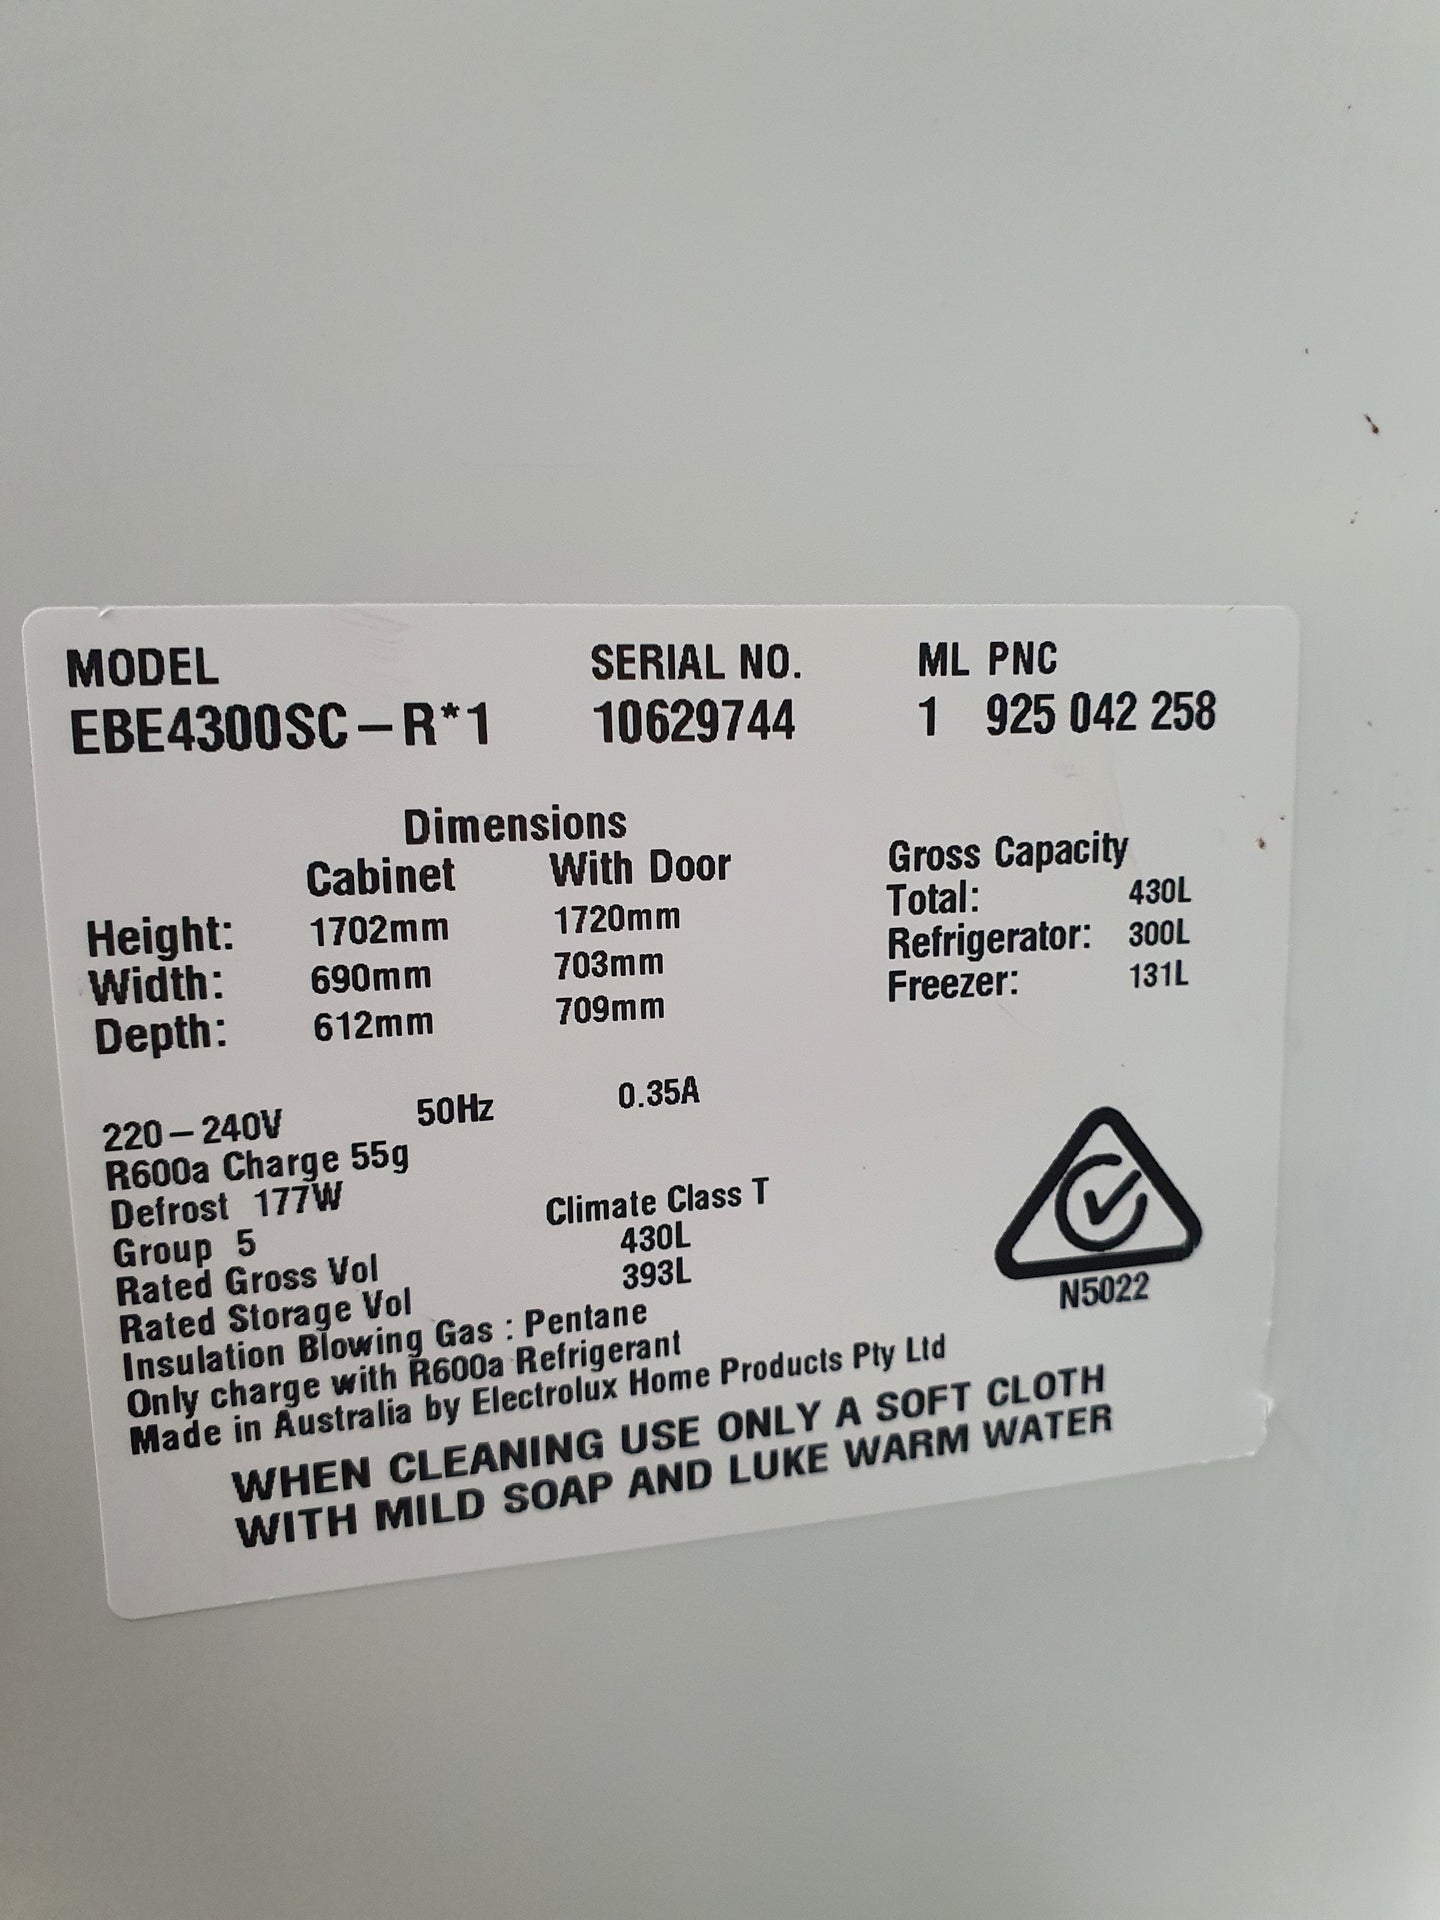 MODEL SERIAL NO. ML PNC
EBE4300SC-R*1 10629744 1 925 042 258
Dimensions
Cabinet With Door Gross Capacity
Height: 1702mm 1720mm Total: 430L
Width: 690mm 703mm Refrigerator: 300L
Depth: 612mm 709mm Freezer: 131L
220-240V 50Hz 0.35A
R600a Charge 55g
Defrost 177W Climate Class T
Group 5
Rated Gross Vol 430L
Rated Storage Vol 393L
Insulation Blowing Gas : Pentane
Only charge with R600a Refrigerant
Made in Australia by Electrolux Home Products Pty Ltd
N5022
WHEN CLEANING USE ONLY A SOFT CLOTH
WITH MILD SOAP AND LUKE WARM WATER